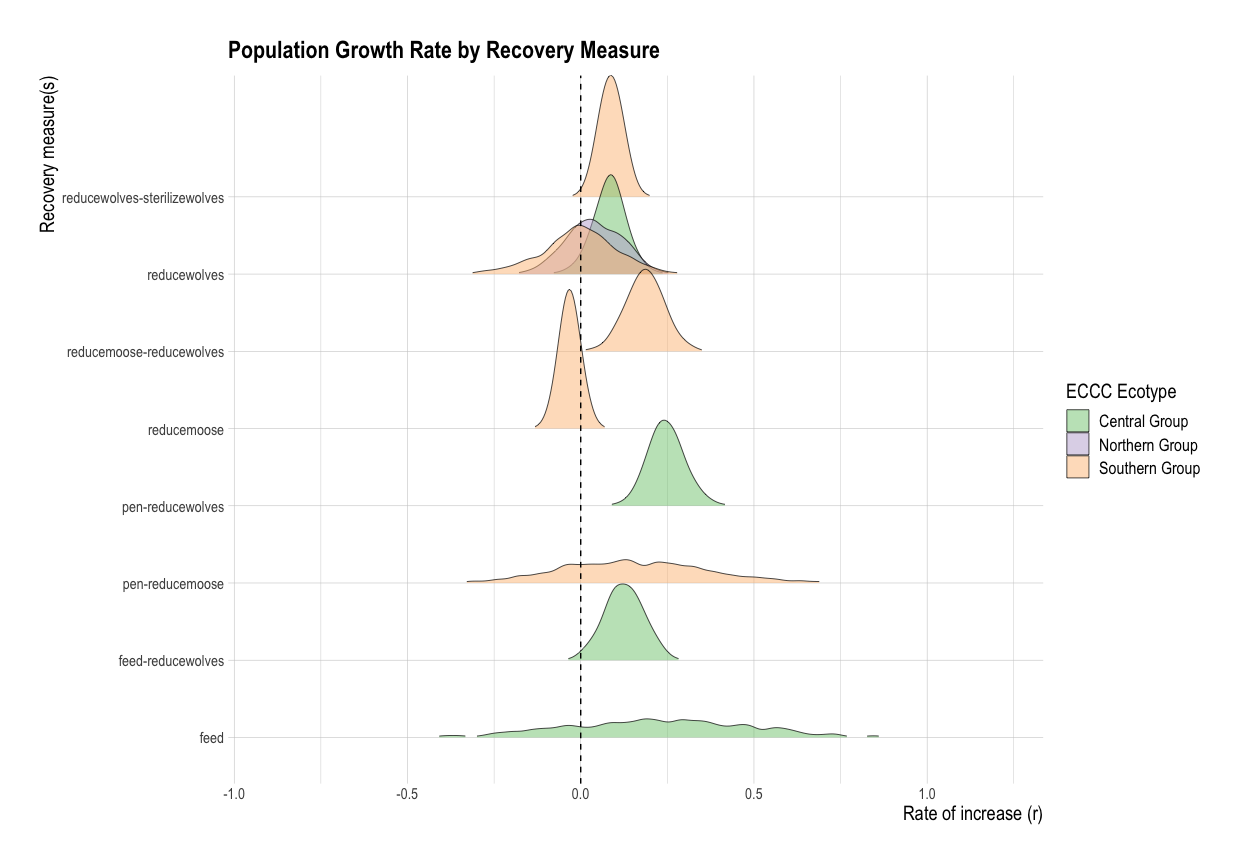 Population Growth Rate by Recovery Measure
Recovery measure(s)
reducewolves-sterilizewolves
reducewolves
reducemoose-reducewolves
reducemoose
pen-reducewolves
pen-reducemoose
feed-reducewolves
feed
-1.0
-0.5
0.0
0.5
1.0
Rate of increase (r)
ECCC Ecotype
Central Group
Northern Group
Southern Group